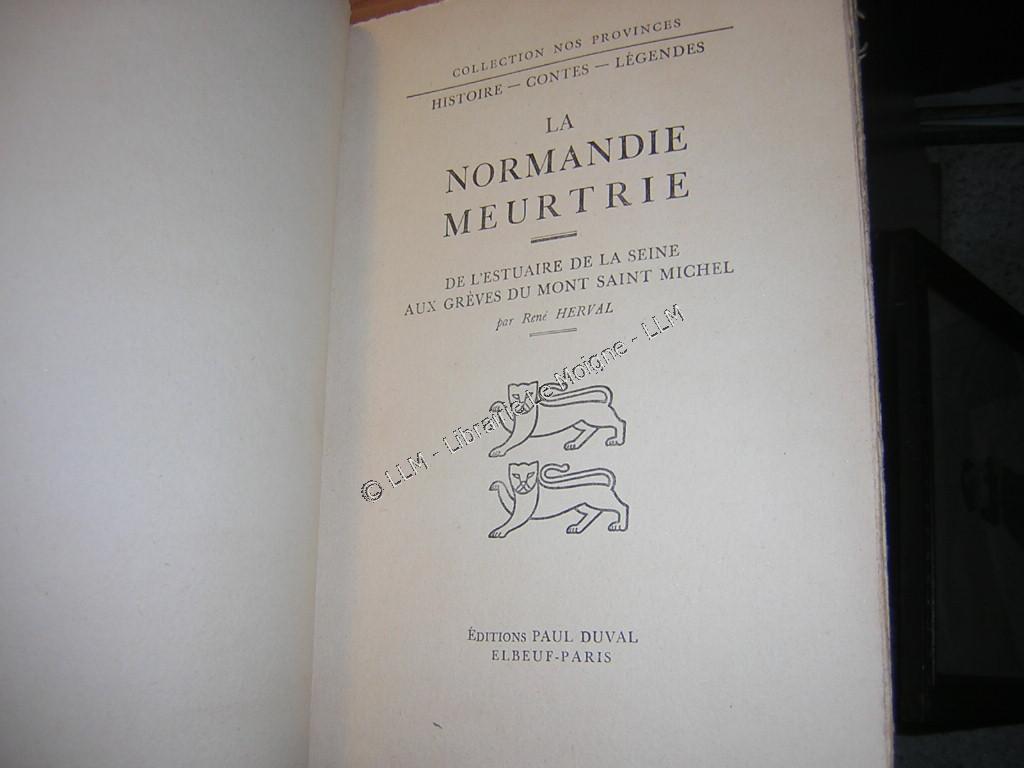 COLLECTION NOS PROVINCES
HISTOIRE — CONTES — LÉGENDES
LA
NORMANDIE
MEURTRIE
DE L'ESTUAIRE DE LA SEINE
AUX GRÈVES DU MONT SAINT MICHEL
par René HERVAL
© LLM - Librairie Le Moigne - LLM
ÉDITIONS PAUL DUVAL
ELBEUF-PARIS